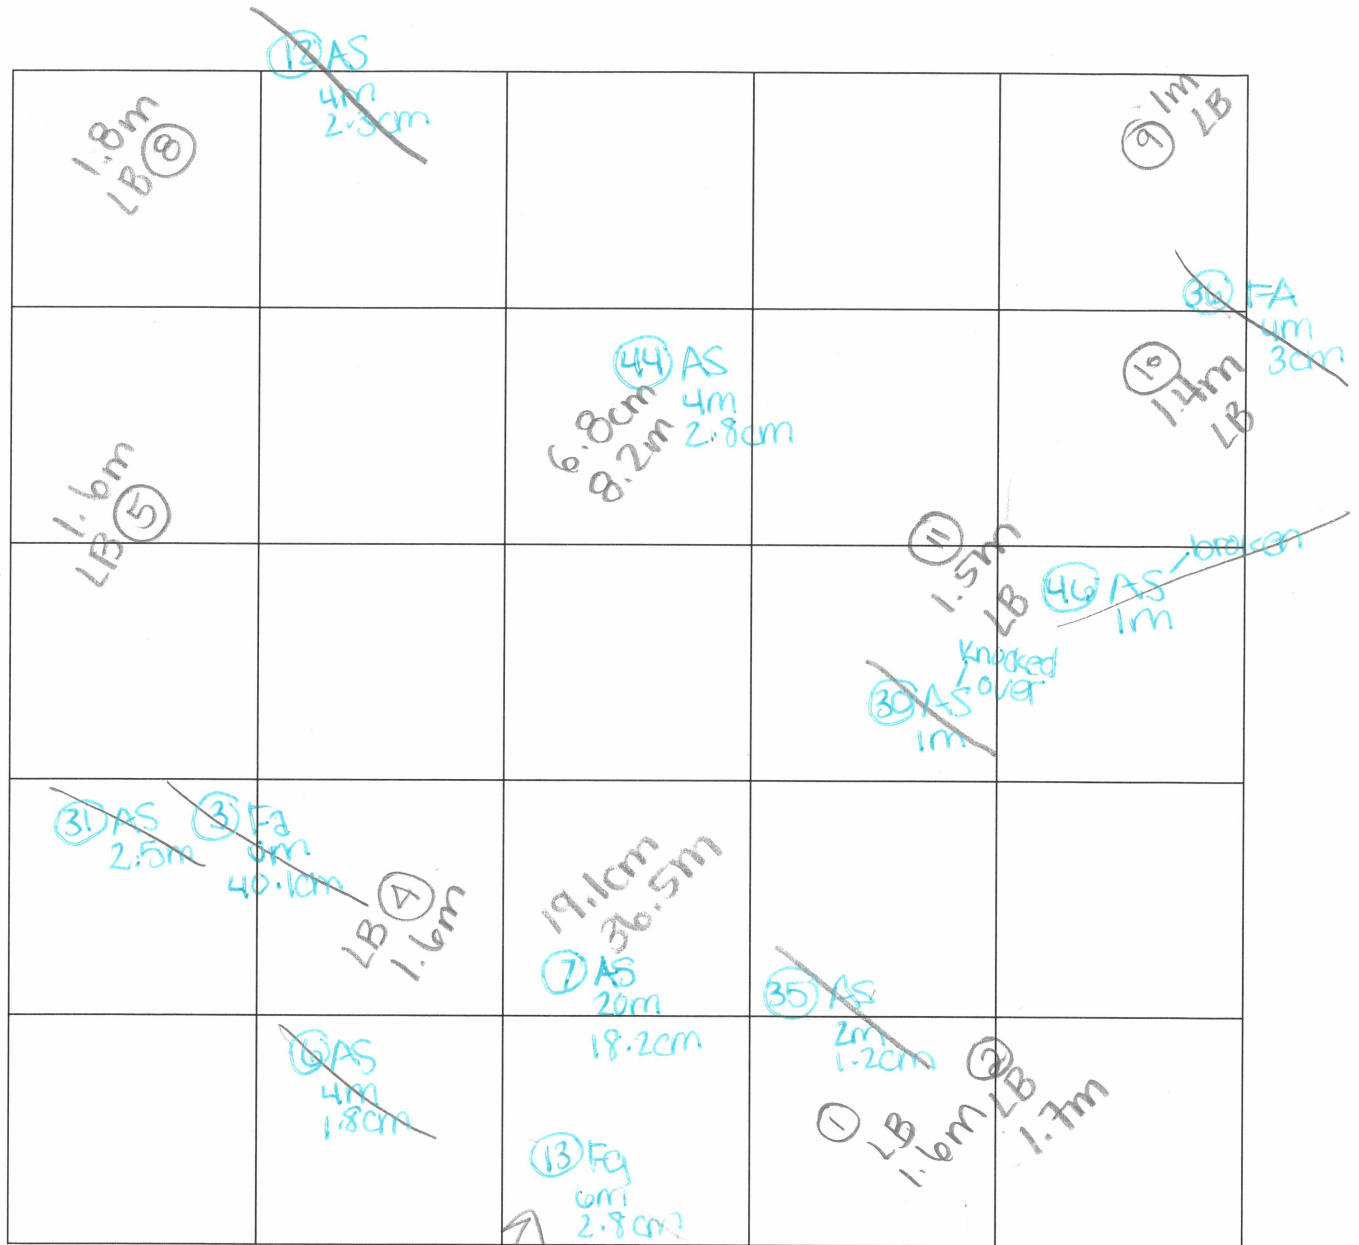 12 AS
4m
2.3cm
1.8m
LB 8
9 1m
LB
36 FA
4m
3cm
44 AS
4m
2.8cm
6.8cm
8.2m
10
1.4m
LB
1.6m
LB 5
11
1.5m
LB
46 AS broken
1m
30 AS knocked
over
1m
31 AS
2.5m
3 Fa
40.1cm
LB 4
1.6m
19.1cm
36.5m
7 AS
20m
18.2cm
35 AS
2m
1.2cm
6 AS
4m
1.8cm
1 LB
1.6m
2 LB
1.7m
13 Fa
6m
2.8cm